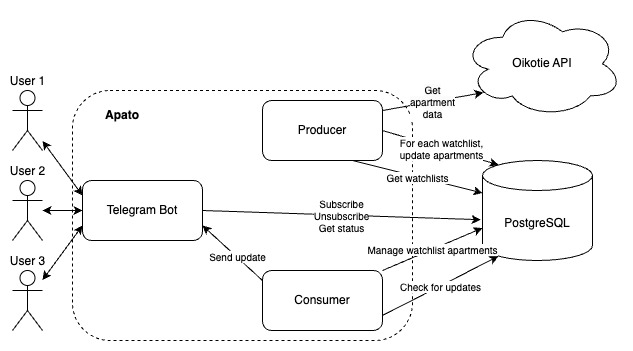 User 1
Oikotie API
Get
apartment
data
Apato
Producer
For each watchlist,
update apartments
User 2
Get watchlists
Telegram Bot
Subscribe
Unsubscribe
Get status
PostgreSQL
User 3
Send update
Manage watchlist apartments
Consumer
Check for updates